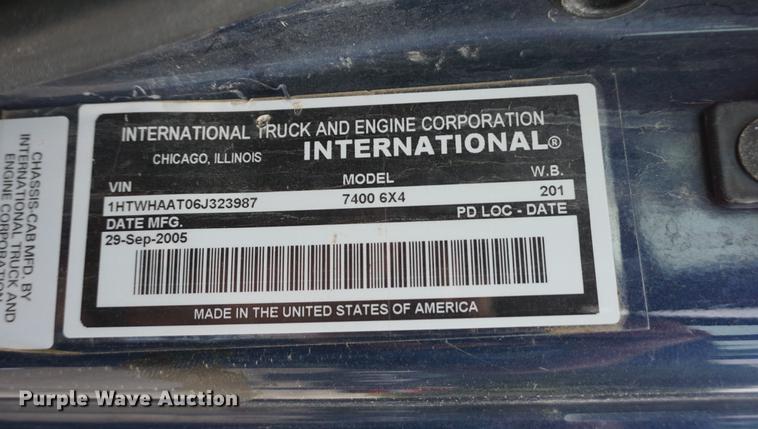 CHASSIS-CAB MFD. BY
INTERNATIONAL TRUCK AND
ENGINE CORPORATION
INTERNATIONAL TRUCK AND ENGINE CORPORATION
CHICAGO, ILLINOIS INTERNATIONAL®
VIN MODEL W.B.
1HTWHAAT06J323987 7400 6X4 201
DATE MFG. PD LOC - DATE
29-Sep-2005
MADE IN THE UNITED STATES OF AMERICA
Purple Wave Auction